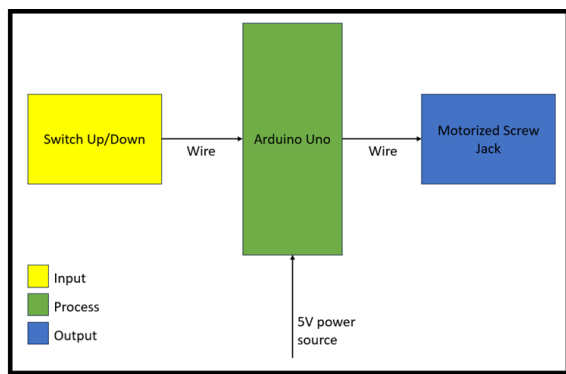 Switch Up/Down
Wire
Arduino Uno
Wire
Motorized Screw
Jack
Input
Process
Output
5V power
source